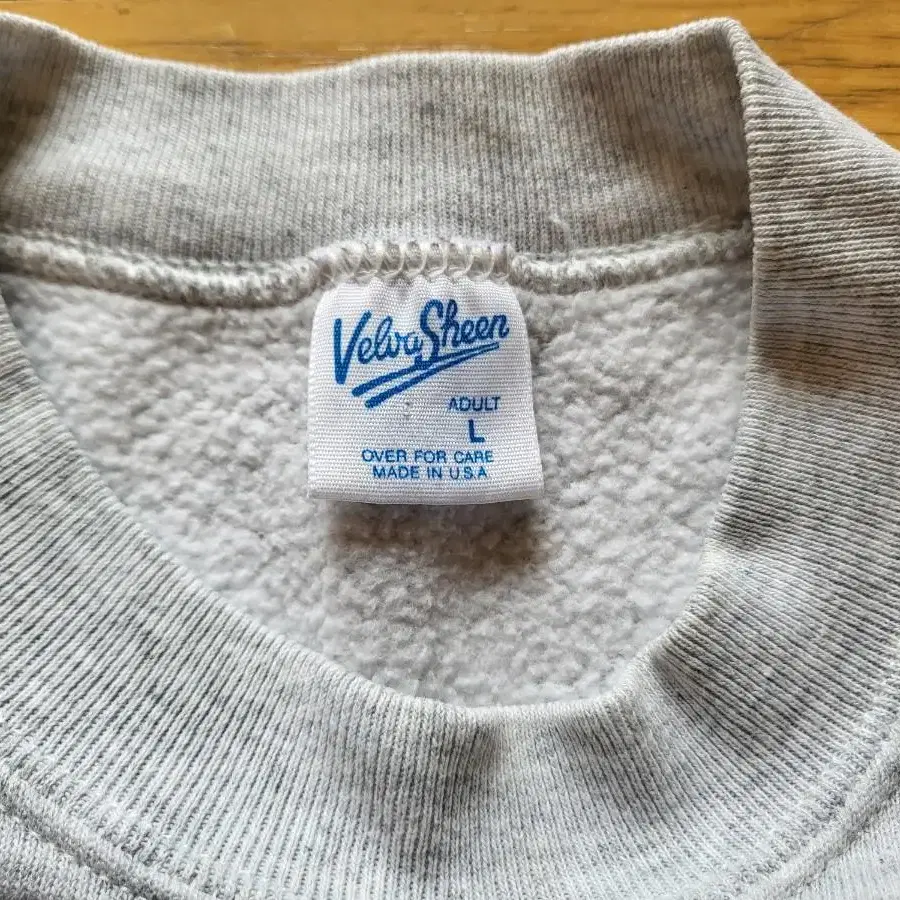 Velva Sheen
ADULT
L
OVER FOR CARE
MADE IN U.S.A